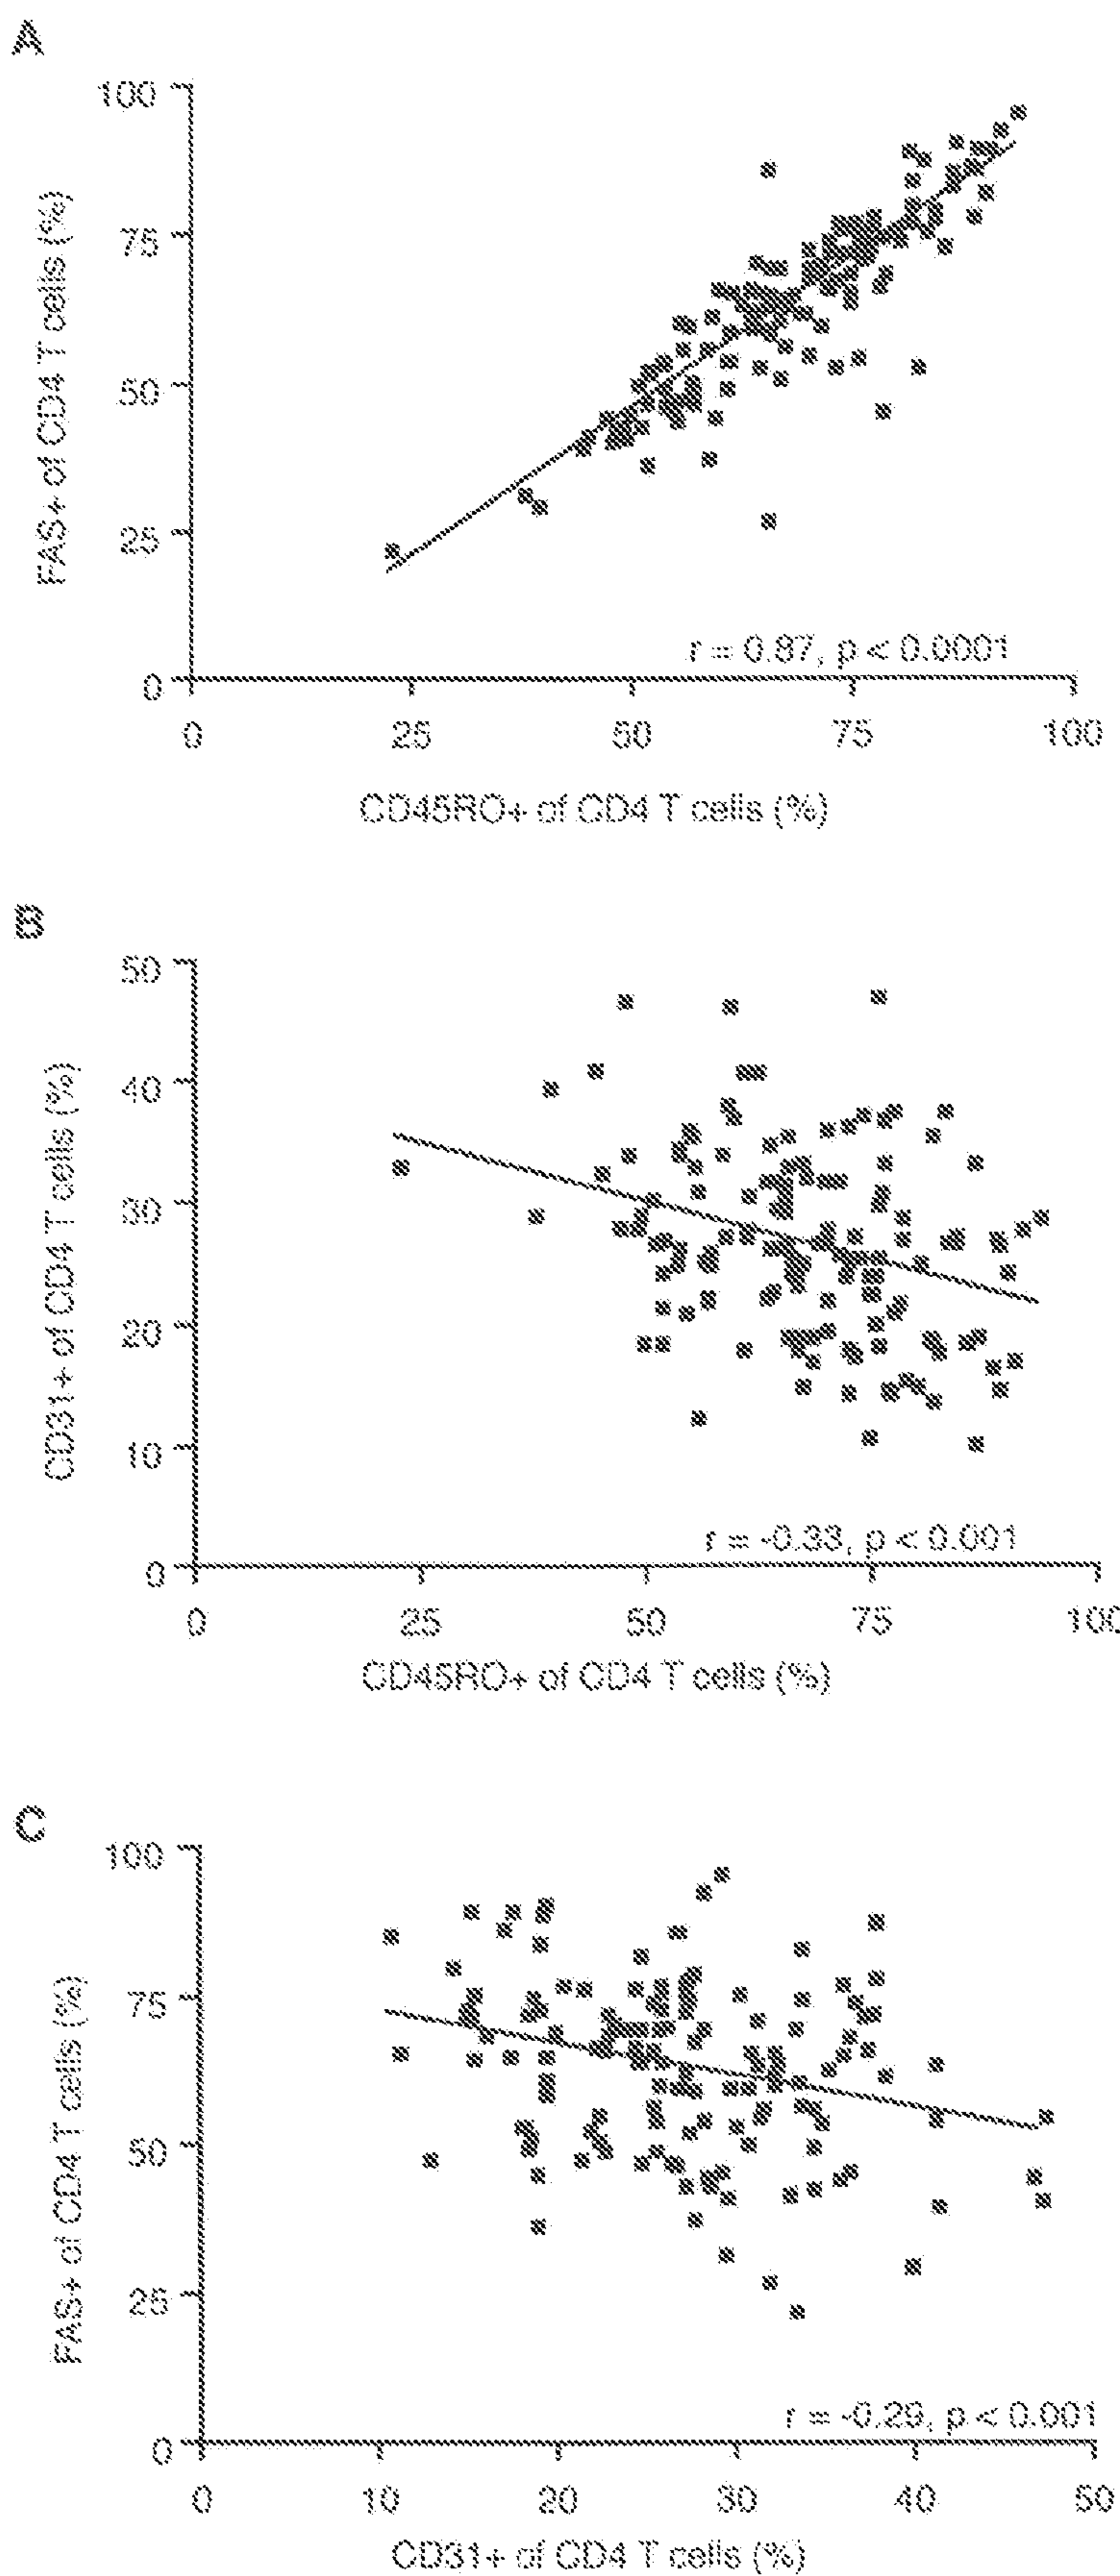 A
100
75
50
25
0
FAS+ of CD4 T cells (%)
r = 0.87, p < 0.0001
0 25 50 75 100
CD45RO+ of CD4 T cells (%)
B
50
40
30
20
10
0
CD31+ of CD4 T cells (%)
r = -0.33, p < 0.001
0 25 50 75 100
CD45RO+ of CD4 T cells (%)
C
100
75
50
25
0
FAS+ of CD4 T cells (%)
r = -0.29, p < 0.001
0 10 20 30 40 50
CD31+ of CD4 T cells (%)